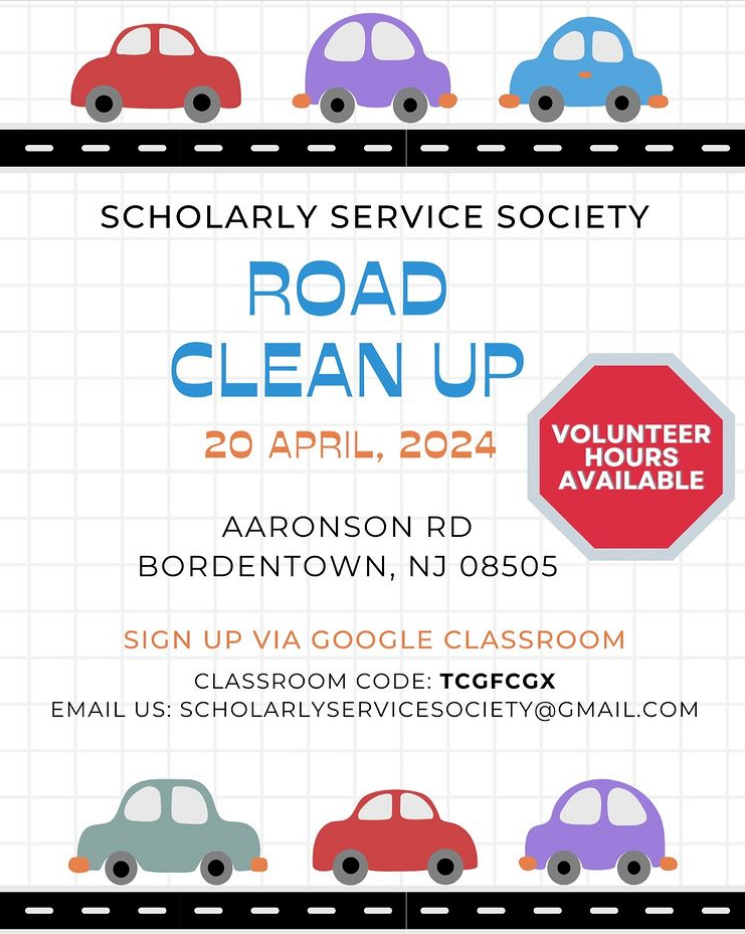 SCHOLARLY SERVICE SOCIETY
ROAD
CLEAN UP
20 APRIL, 2024
VOLUNTEER
HOURS
AVAILABLE
AARONSON RD
BORDENTOWN, NJ 08505
SIGN UP VIA GOOGLE CLASSROOM
CLASSROOM CODE: TCGFCGX
EMAIL US: SCHOLARLYSERVICESOCIETY@GMAIL.COM